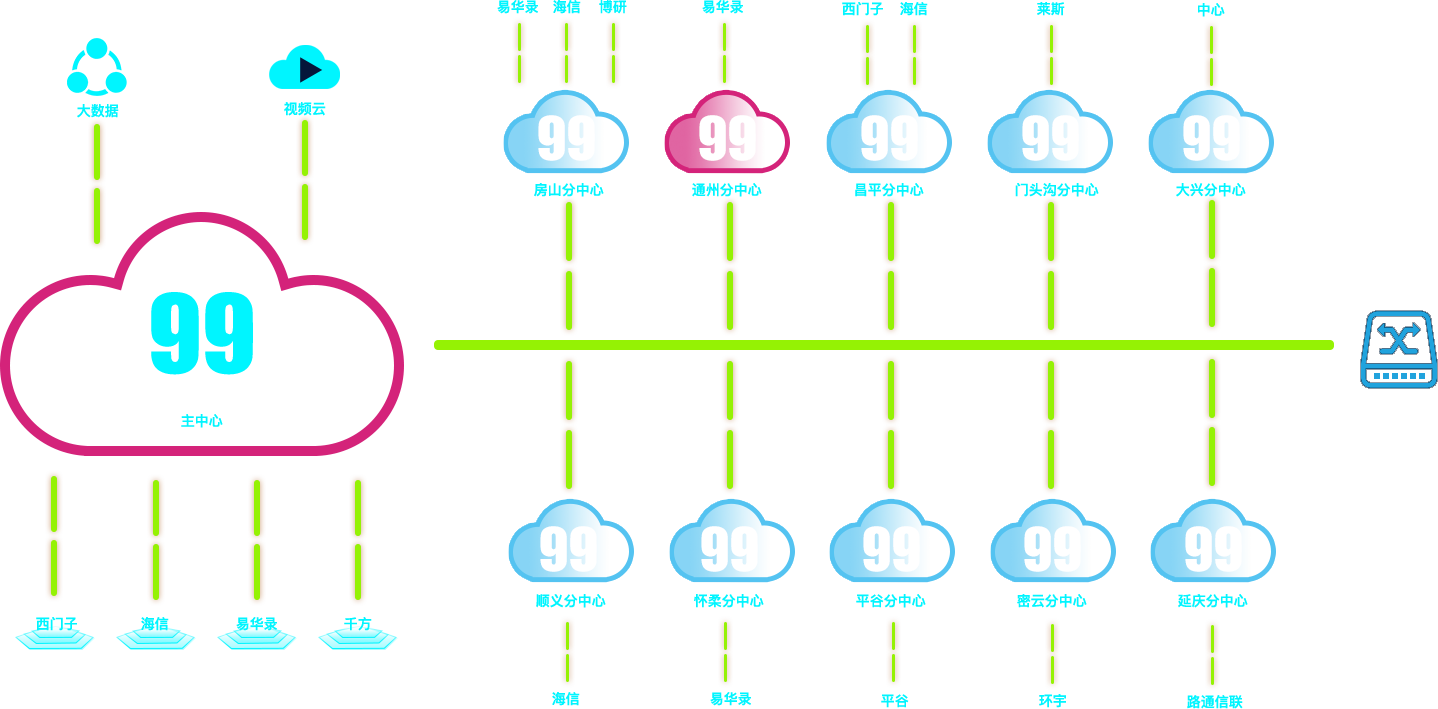 易华录 海信 博研 易华录 西门子 海信 莱斯 中心
大数据 视频云
99 99 99 99 99
房山分中心 通州分中心 昌平分中心 门头沟分中心 大兴分中心
99
主中心
99 99 99 99 99
顺义分中心 怀柔分中心 平谷分中心 密云分中心 延庆分中心
西门子 海信 易华录 千方
海信 易华录 平谷 环宇 路通信联